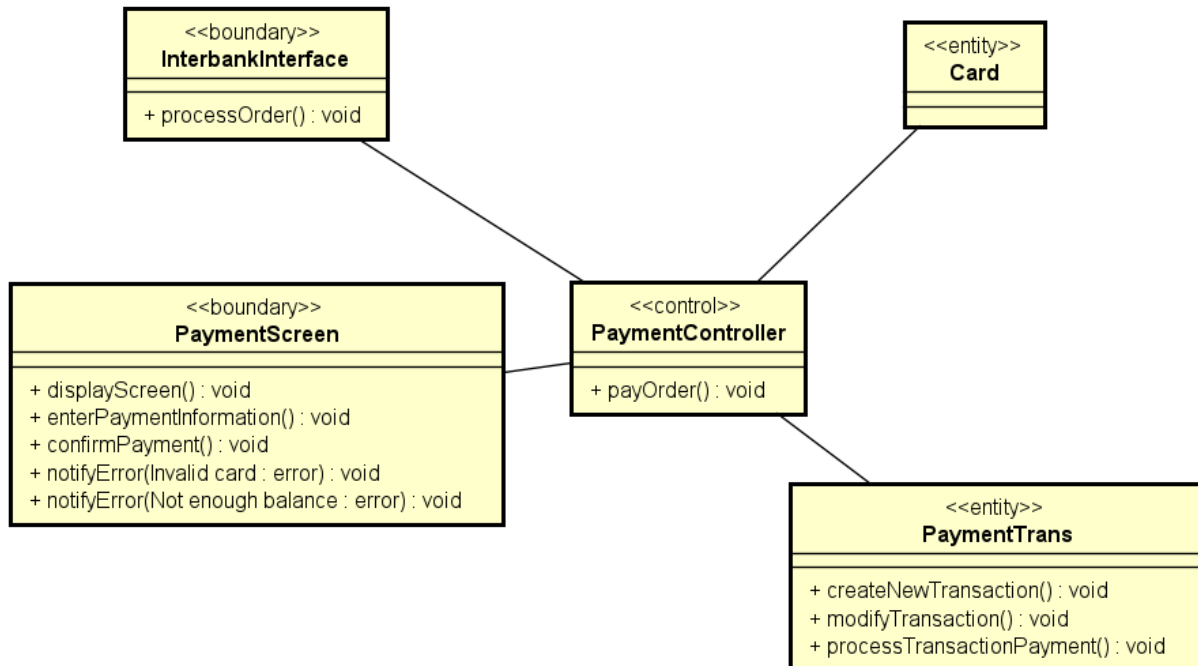 <<boundary>>
InterbankInterface
+ processOrder() : void
<<entity>>
Card
<<boundary>>
PaymentScreen
+ displayScreen() : void
+ enterPaymentInformation() : void
+ confirmPayment() : void
+ notifyError(Invalid card : error) : void
+ notifyError(Not enough balance : error) : void
<<control>>
PaymentController
+ payOrder() : void
<<entity>>
PaymentTrans
+ createNewTransaction() : void
+ modifyTransaction() : void
+ processTransactionPayment() : void